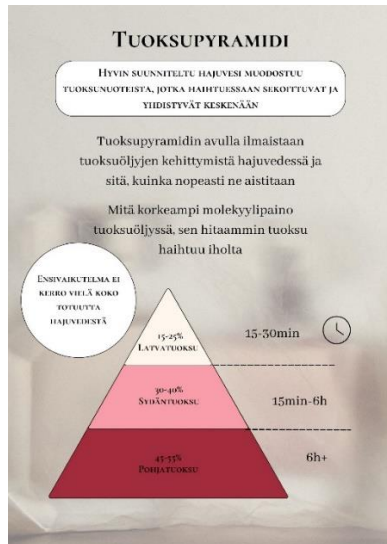 TUOKSUPYRAMIDI
HYVIN SUUNNITELTU HAJUVESI MUODOSTUU
TUOKSUNUOTEISTA, JOTKA HAIHTUESSAAN SEKOITTUVAT JA
YHDISTYVÄT KESKENÄÄN
Tuoksupyramidin avulla ilmaistaan
tuoksuöljyjen kehittymistä hajuvedessä ja
sitä, kuinka nopeasti ne aistitaan
Mitä korkeampi molekyylipaino
tuoksuöljyssä, sen hitaammin tuoksu
haihtuu iholta
ENSIVAIKUTELMA EI
KERRO VIELÄ KOKO
TOTUUTTA
HAJUVEDESTÄ
15-25%
LATVATUOKSU
15-30min
30-40%
SYDÄNTUOKSU
15min-6h
45-55%
POHJATUOKSU
6h+